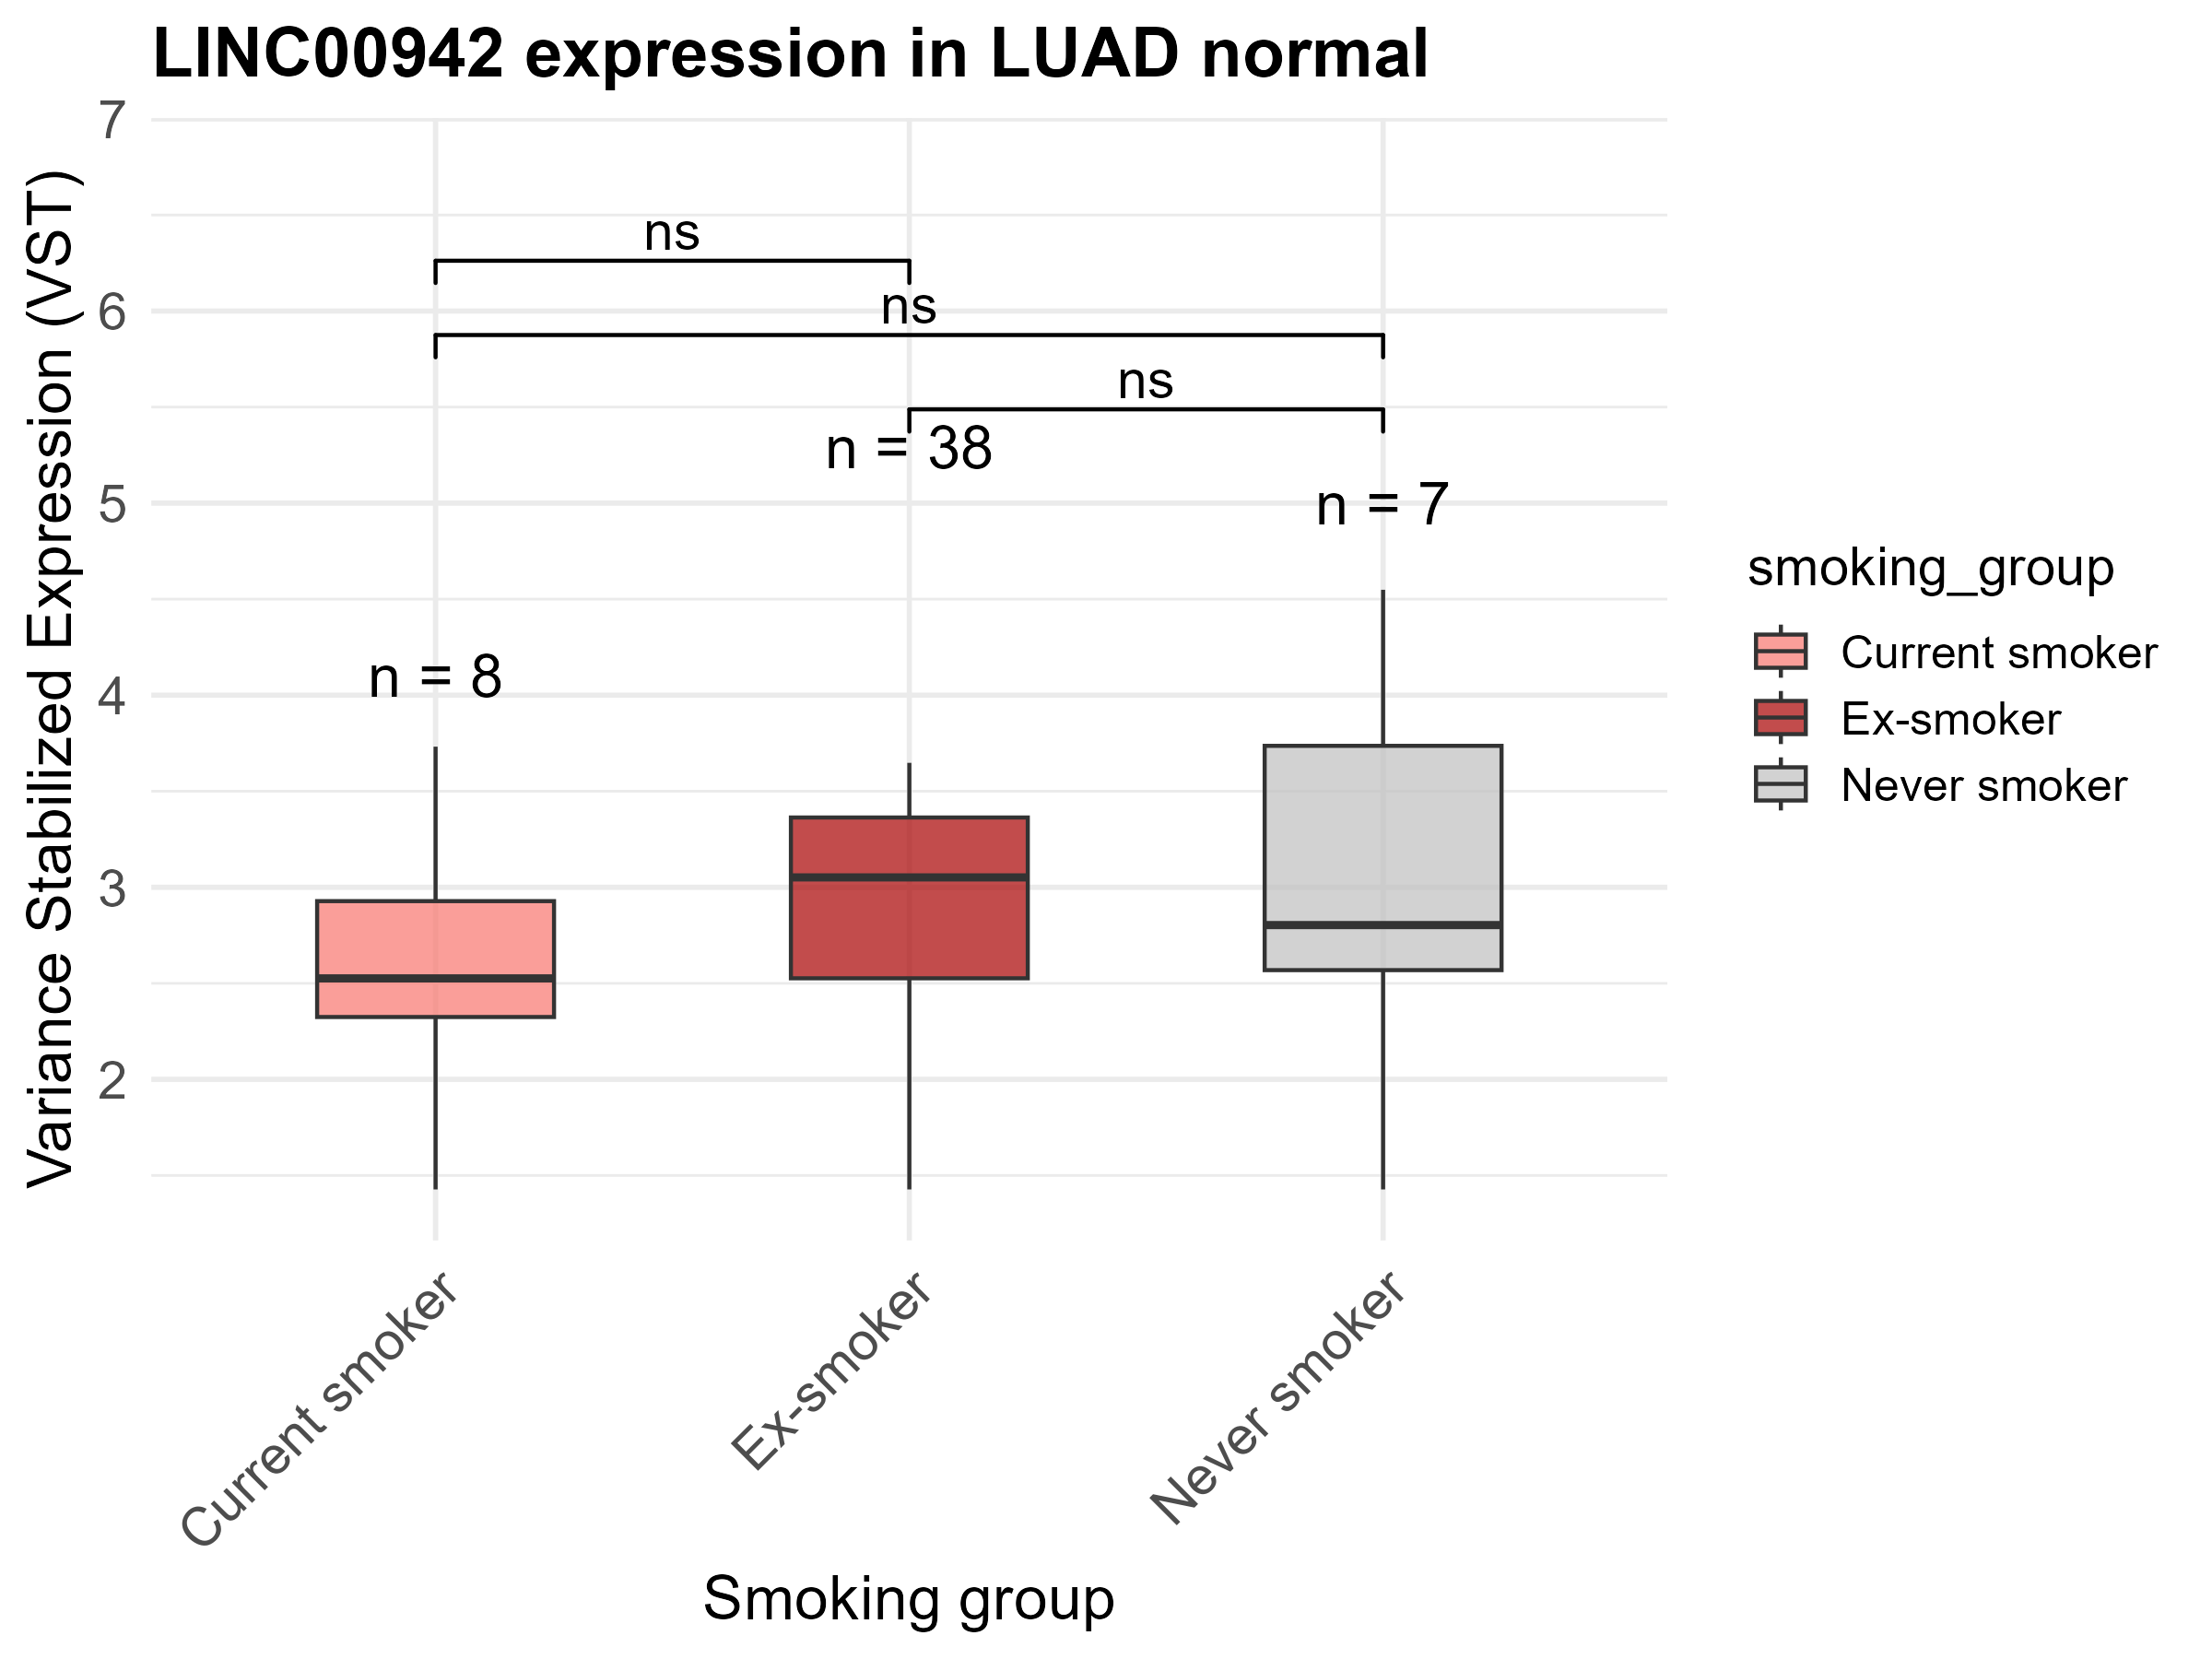 LINC00942 expression in LUAD normal
Variance Stabilized Expression (VST)
7
6
5
4
3
2
ns
ns
ns
n = 38
n = 7
n = 8
Current smoker
Ex-smoker
Never smoker
Smoking group
smoking_group
Current smoker
Ex-smoker
Never smoker